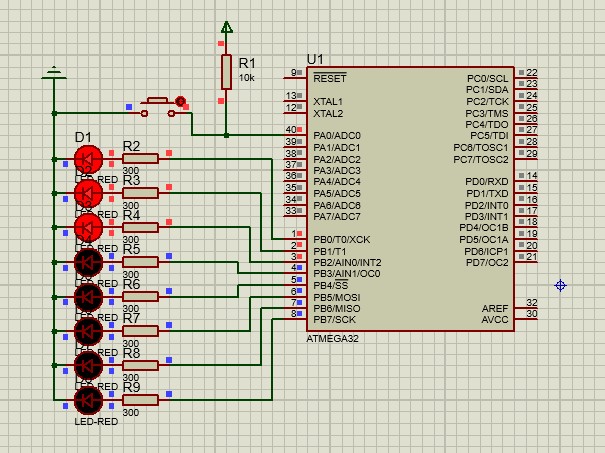 R1
10k
U1
9 RESET PC0/SCL 22
PC1/SDA 23
13 XTAL1 PC2/TCK 24
12 XTAL2 PC3/TMS 25
PC4/TDO 26
40 PA0/ADC0 PC5/TDI 27
39 PA1/ADC1 PC6/TOSC1 28
38 PA2/ADC2 PC7/TOSC2 29
37 PA3/ADC3
36 PA4/ADC4 PD0/RXD 14
35 PA5/ADC5 PD1/TXD 15
34 PA6/ADC6 PD2/INT0 16
33 PA7/ADC7 PD3/INT1 17
PD4/OC1B 18
1 PB0/T0/XCK PD5/OC1A 19
2 PB1/T1 PD6/ICP1 20
3 PB2/AIN0/INT2 PD7/OC2 21
4 PB3/AIN1/OC0
5 PB4/SS
6 PB5/MOSI
7 PB6/MISO AREF 32
8 PB7/SCK AVCC 30
ATMEGA32
D1
R2
300
R3
300
R4
300
R5
300
R6
300
R7
300
R8
300
R9
300
LED-RED